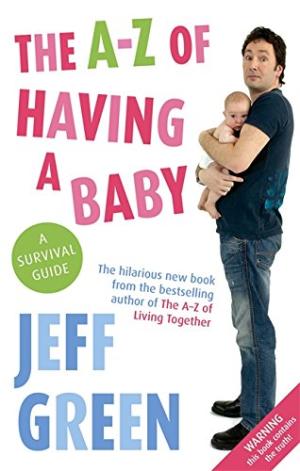 THE A-Z OF
HAVING
A BABY
A
SURVIVAL
GUIDE
The hilarious new book
from the bestselling
author of The A-Z of
Living Together
JEFF
GREEN
WARNING
this book contains
the truth!